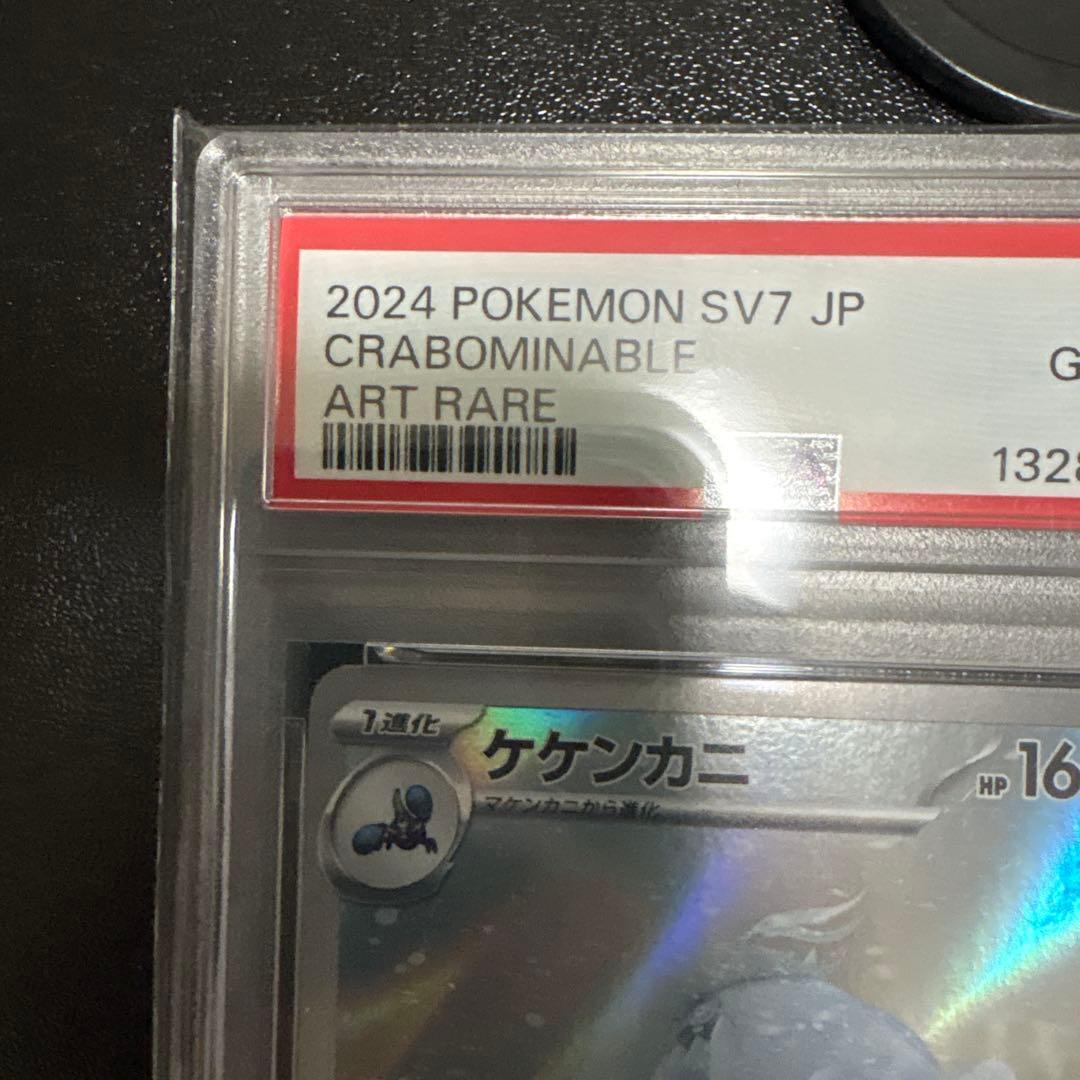 2024 POKEMON SV7 JP
CRABOMINABLE
ART RARE
G
1328
1進化
ケケンカニ
HP 16
マケンカニから進化